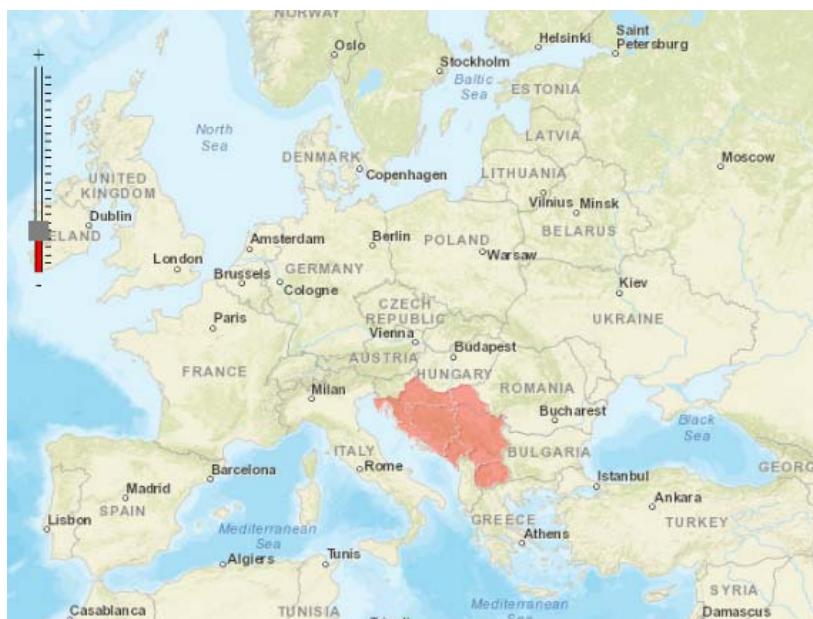 NORWAY
Oslo
Helsinki
Saint
Petersburg
Stockholm
Baltic
Sea
ESTONIA
North
Sea
LATVIA
DENMARK
Copenhagen
LITHUANIA
Moscow
UNITED
KINGDOM
Vilnius
Minsk
Dublin
BELARUS
ELAND
Amsterdam
Berlin
POLAND
Warsaw
London
Brussels
GERMANY
Cologne
Kiev
CZECH
REPUBLIC
UKRAINE
Paris
Vienna
AUSTRIA
Budapest
HUNGARY
FRANCE
Milan
ROMANIA
Bucharest
Black
Sea
ITALY
BULGARIA
Rome
Barcelona
GEORG
Istanbul
Madrid
SPAIN
Ankara
Lisbon
GREECE
TURKEY
Mediterranean
Sea
Athens
Algiers
Tunis
SYRIA
Casablanca
TUNISIA
Mediterranean
Sea
Damascus
+
-